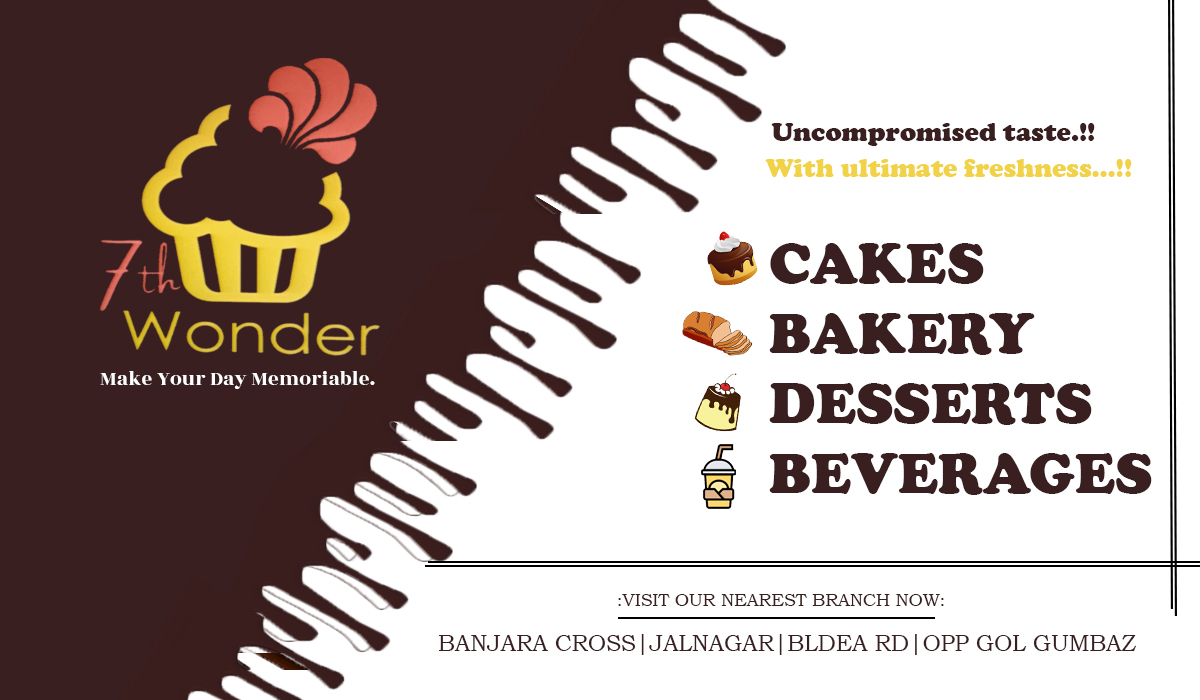 7th
Wonder
Make Your Day Memoriable.
Uncompromised taste.!!
With ultimate freshness...!!
CAKES
BAKERY
DESSERTS
BEVERAGES
:VISIT OUR NEAREST BRANCH NOW:
BANJARA CROSS|JALNAGAR|BLDEA RD|OPP GOL GUMBAZ